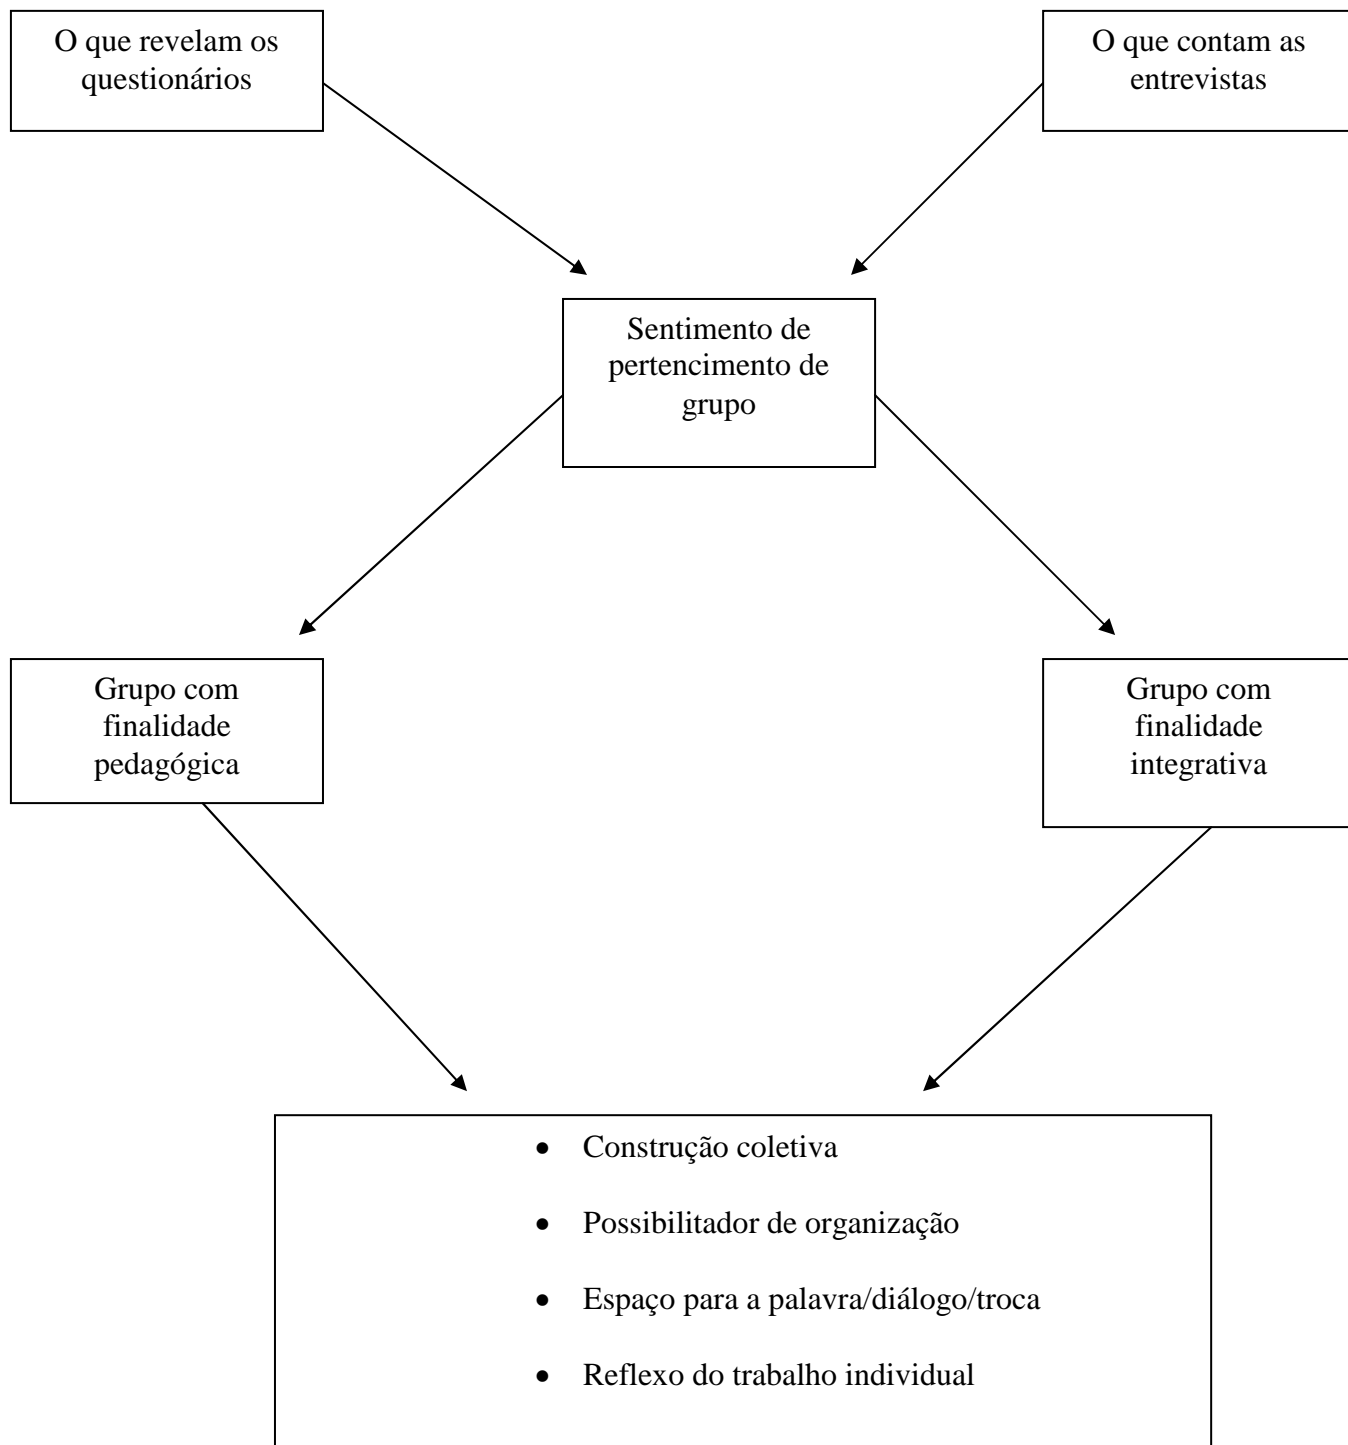 O que revelam os
questionários
O que contam as
entrevistas
Sentimento de
pertencimento de
grupo
Grupo com
finalidade
pedagógica
Grupo com
finalidade
integrativa
• Construção coletiva
• Possibilitador de organização
• Espaço para a palavra/diálogo/troca
• Reflexo do trabalho individual